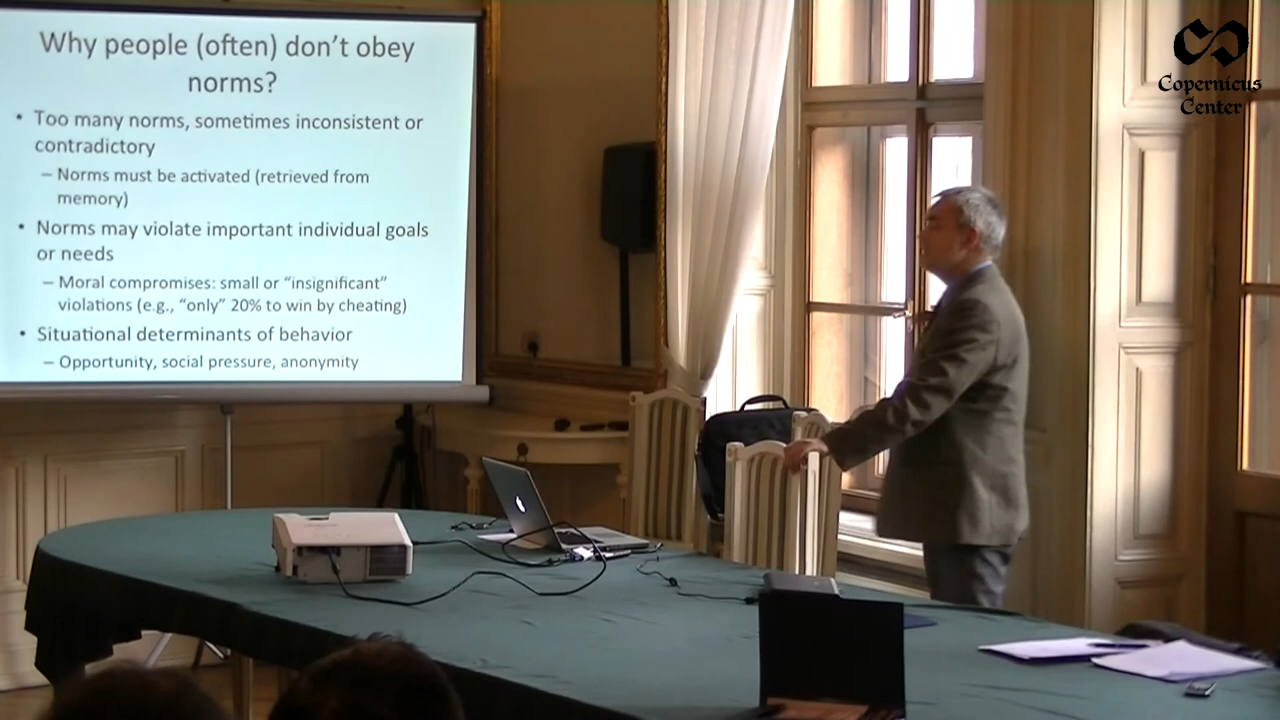 Why people (often) don't obey
norms?
• Too many norms, sometimes inconsistent or
contradictory
– Norms must be activated (retrieved from
memory)
• Norms may violate important individual goals
or needs
– Moral compromises: small or “insignificant”
violations (e.g., “only” 20% to win by cheating)
• Situational determinants of behavior
– Opportunity, social pressure, anonymity
Copernicus
Center